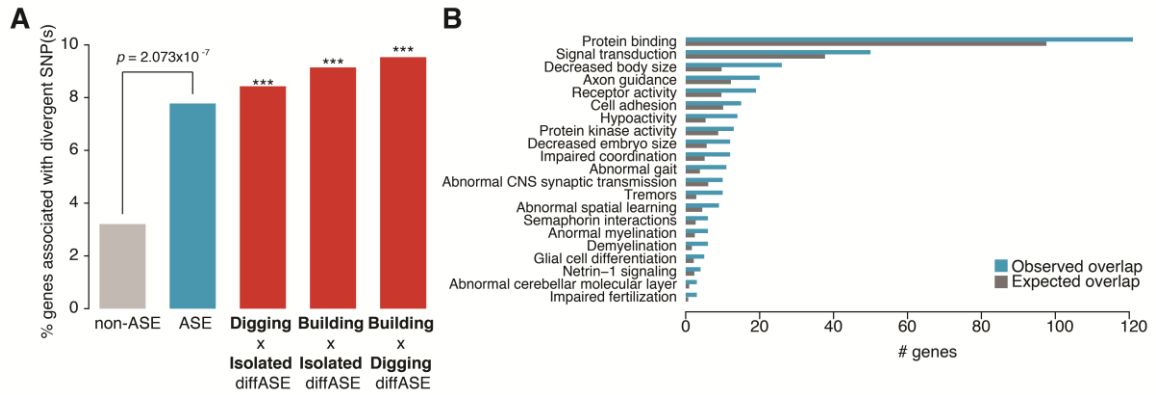 A
% genes associated with divergent SNP(s)
10
8
6
4
2
0
p = 2.073x10 -7
***
***
***
non-ASE
ASE
Digging
x
Isolated
diffASE
Building
x
Isolated
diffASE
Building
x
Digging
diffASE
B
Protein binding
Signal transduction
Decreased body size
Axon guidance
Receptor activity
Cell adhesion
Hypoactivity
Protein kinase activity
Decreased embryo size
Impaired coordination
Abnormal gait
Abnormal CNS synaptic transmission
Tremors
Abnormal spatial learning
Semaphorin interactions
Anormal myelination
Demyelination
Glial cell differentiation
Netrin−1 signaling
Abnormal cerebellar molecular layer
Impaired fertilization
Observed overlap
Expected overlap
0 20 40 60 80 100 120
# genes